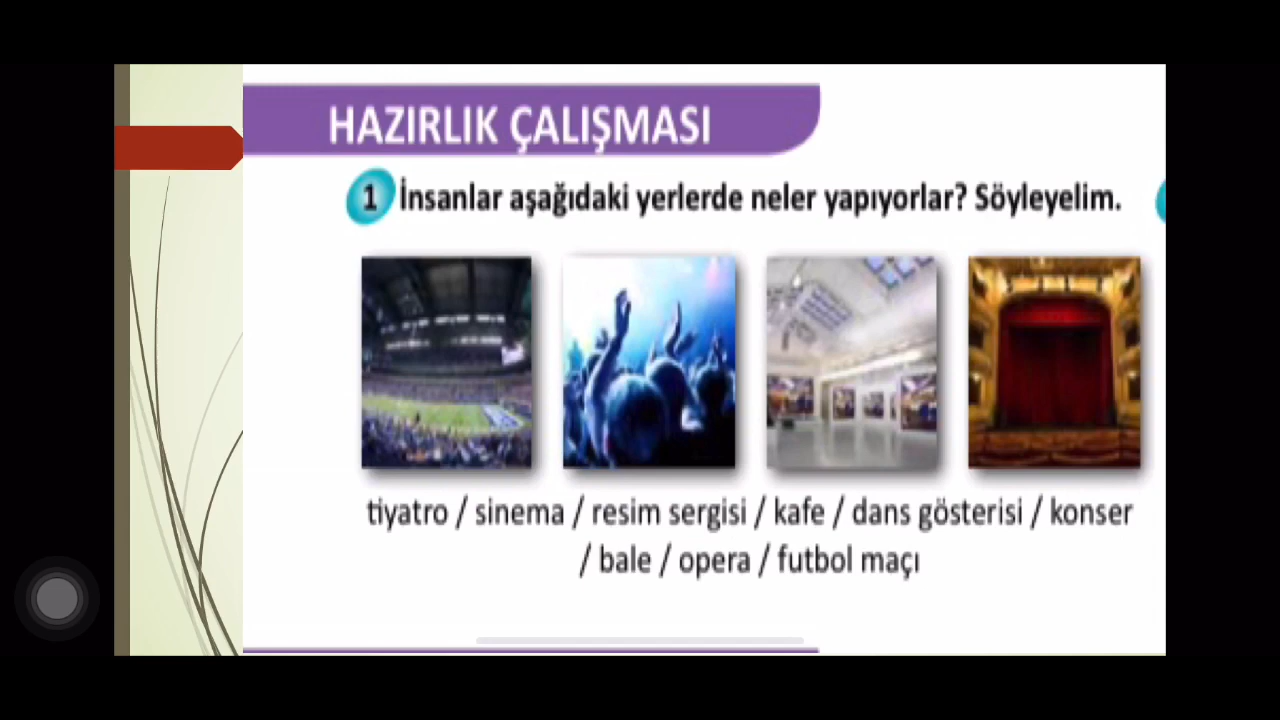 HAZIRLIK ÇALIŞMASI
1 İnsanlar aşağıdaki yerlerde neler yapıyorlar? Söyleyelim.
tiyatro / sinema / resim sergisi / kafe / dans gösterisi / konser
/ bale / opera / futbol maçı